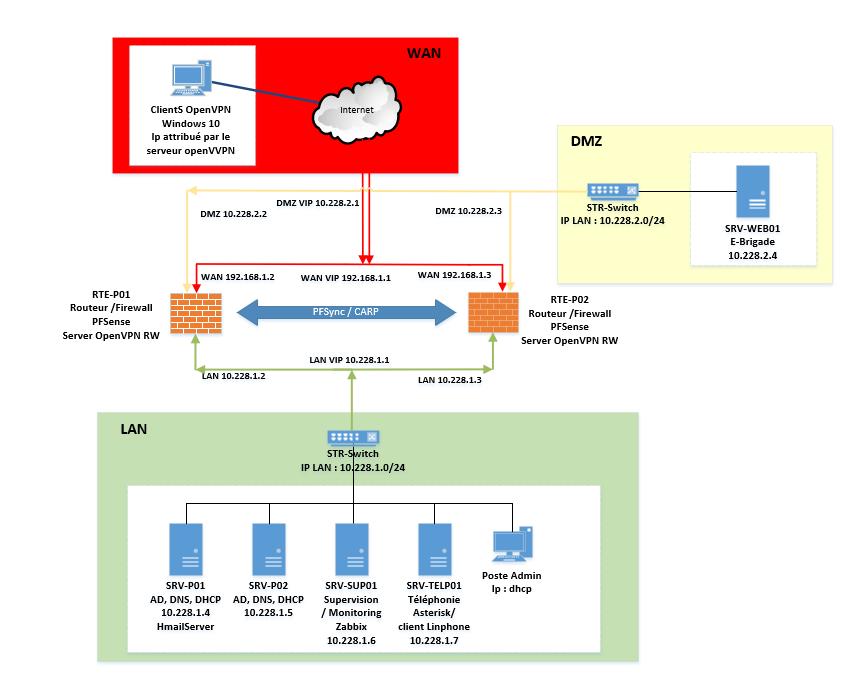 WAN
ClientS OpenVPN
Windows 10
Ip attribué par le
serveur openVVPN
Internet
DMZ
STR-Switch
IP LAN : 10.228.2.0/24
SRV-WEB01
E-Brigade
10.228.2.4
DMZ 10.228.2.2
DMZ VIP 10.228.2.1
DMZ 10.228.2.3
WAN 192.168.1.2
WAN VIP 192.168.1.1
WAN 192.168.1.3
RTE-P01
Routeur /Firewall
PFSense
Server OpenVPN RW
PFSync / CARP
RTE-P02
Routeur /Firewall
PFSense
Server OpenVPN RW
LAN VIP 10.228.1.1
LAN 10.228.1.2
LAN 10.228.1.3
LAN
STR-Switch
IP LAN : 10.228.1.0/24
SRV-P01
AD, DNS, DHCP
10.228.1.4
HmailServer
SRV-P02
AD, DNS, DHCP
10.228.1.5
SRV-SUP01
Supervision
/ Monitoring
Zabbix
10.228.1.6
SRV-TELP01
Téléphonie
Asterisk/
client Linphone
10.228.1.7
Poste Admin
Ip : dhcp